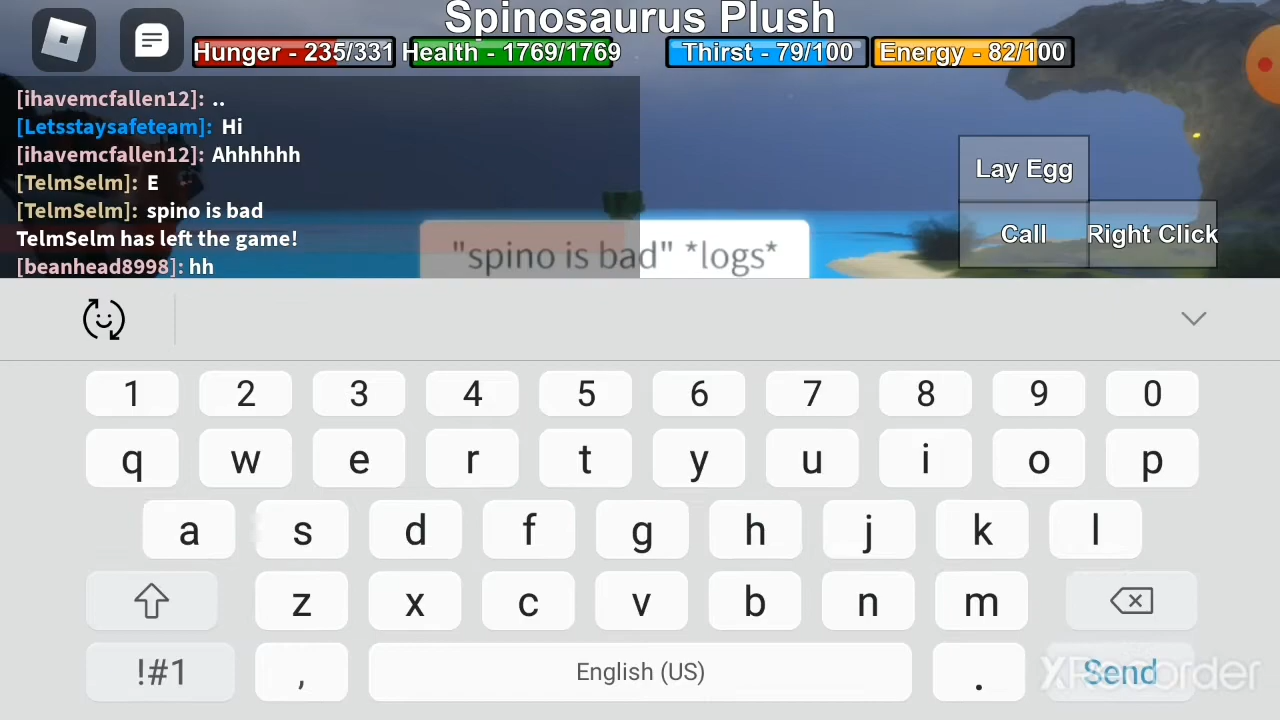 Spinosaurus Plush
Hunger - 235/331 Health - 1769/1769 Thirst - 79/100 Energy - 82/100
[ihavemcfallen12]: ..
[Letsstaysafeteam]: Hi
[ihavemcfallen12]: Ahhhhhh
[TelmSelm]: E
[TelmSelm]: spino is bad
TelmSelm has left the game!
[beanhead8998]: hh
"spino is bad" *logs*
Lay Egg
Call Right Click
1 2 3 4 5 6 7 8 9 0
q w e r t y u i o p
a s d f g h j k l
z x c v b n m
!#1 , English (US) . Send
XRecorder